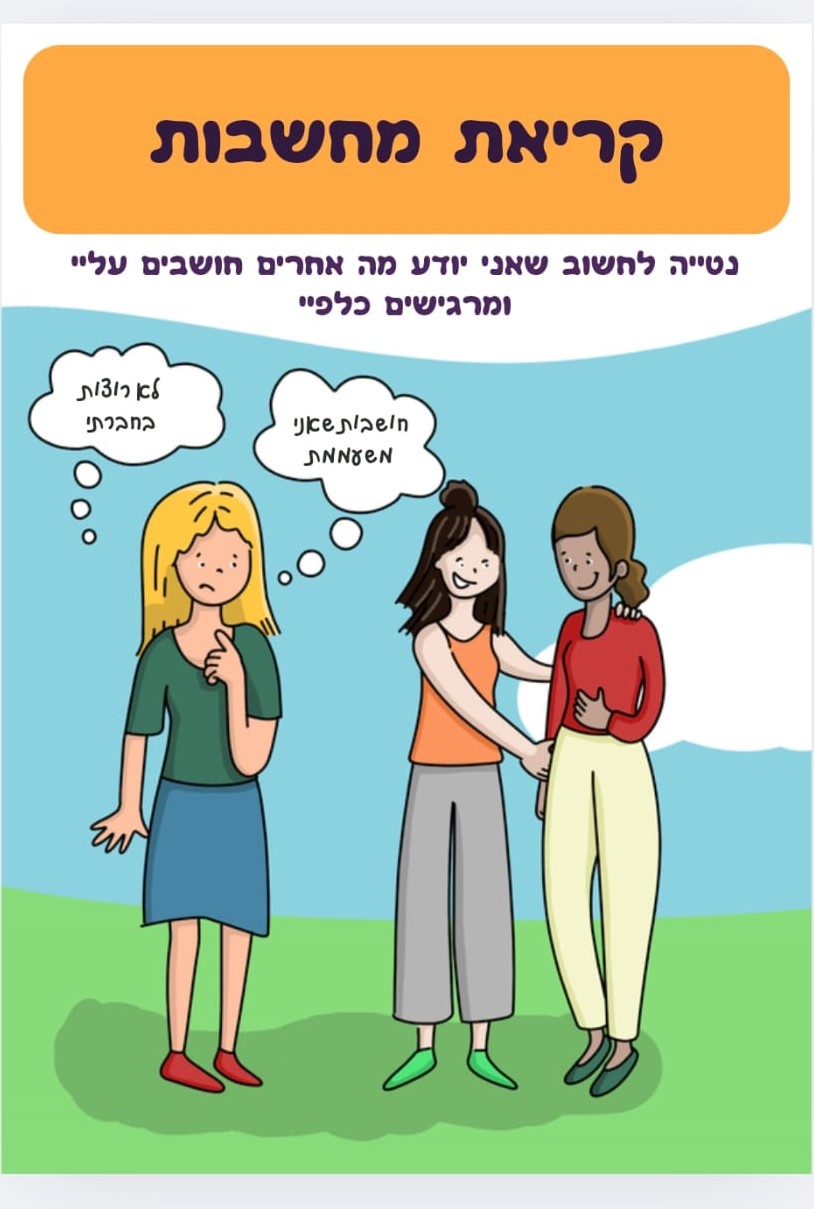 קריאת מחשבות
נטייה לחשוב שאני יודע מה אחרים חושבים עליי
ומרגישים כלפיי
לא רוצות
בחברתי
חושבות שאני
משעממת